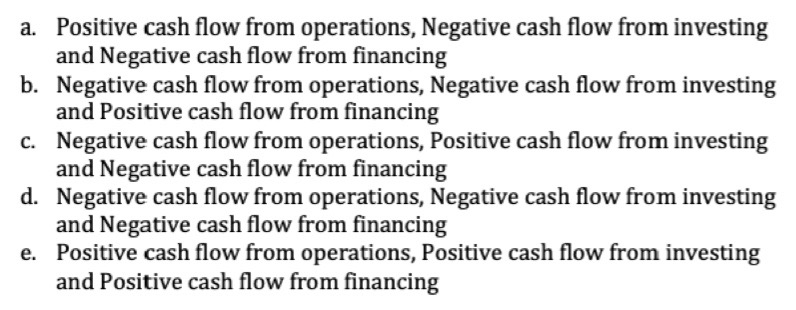 a. Positive cash flow from operations, Negative cash flow from investing
and Negative cash flow from financing
b. Negative cash flow from operations, Negative cash flow from investing
and Positive cash flow from financing
c. Negative cash flow from operations, Positive cash flow from investing
and Negative cash flow from financing
d. Negative cash flow from operations, Negative cash flow from investing
and Negative cash flow from financing
e. Positive cash flow from operations, Positive cash flow from investing
and Positive cash flow from financing